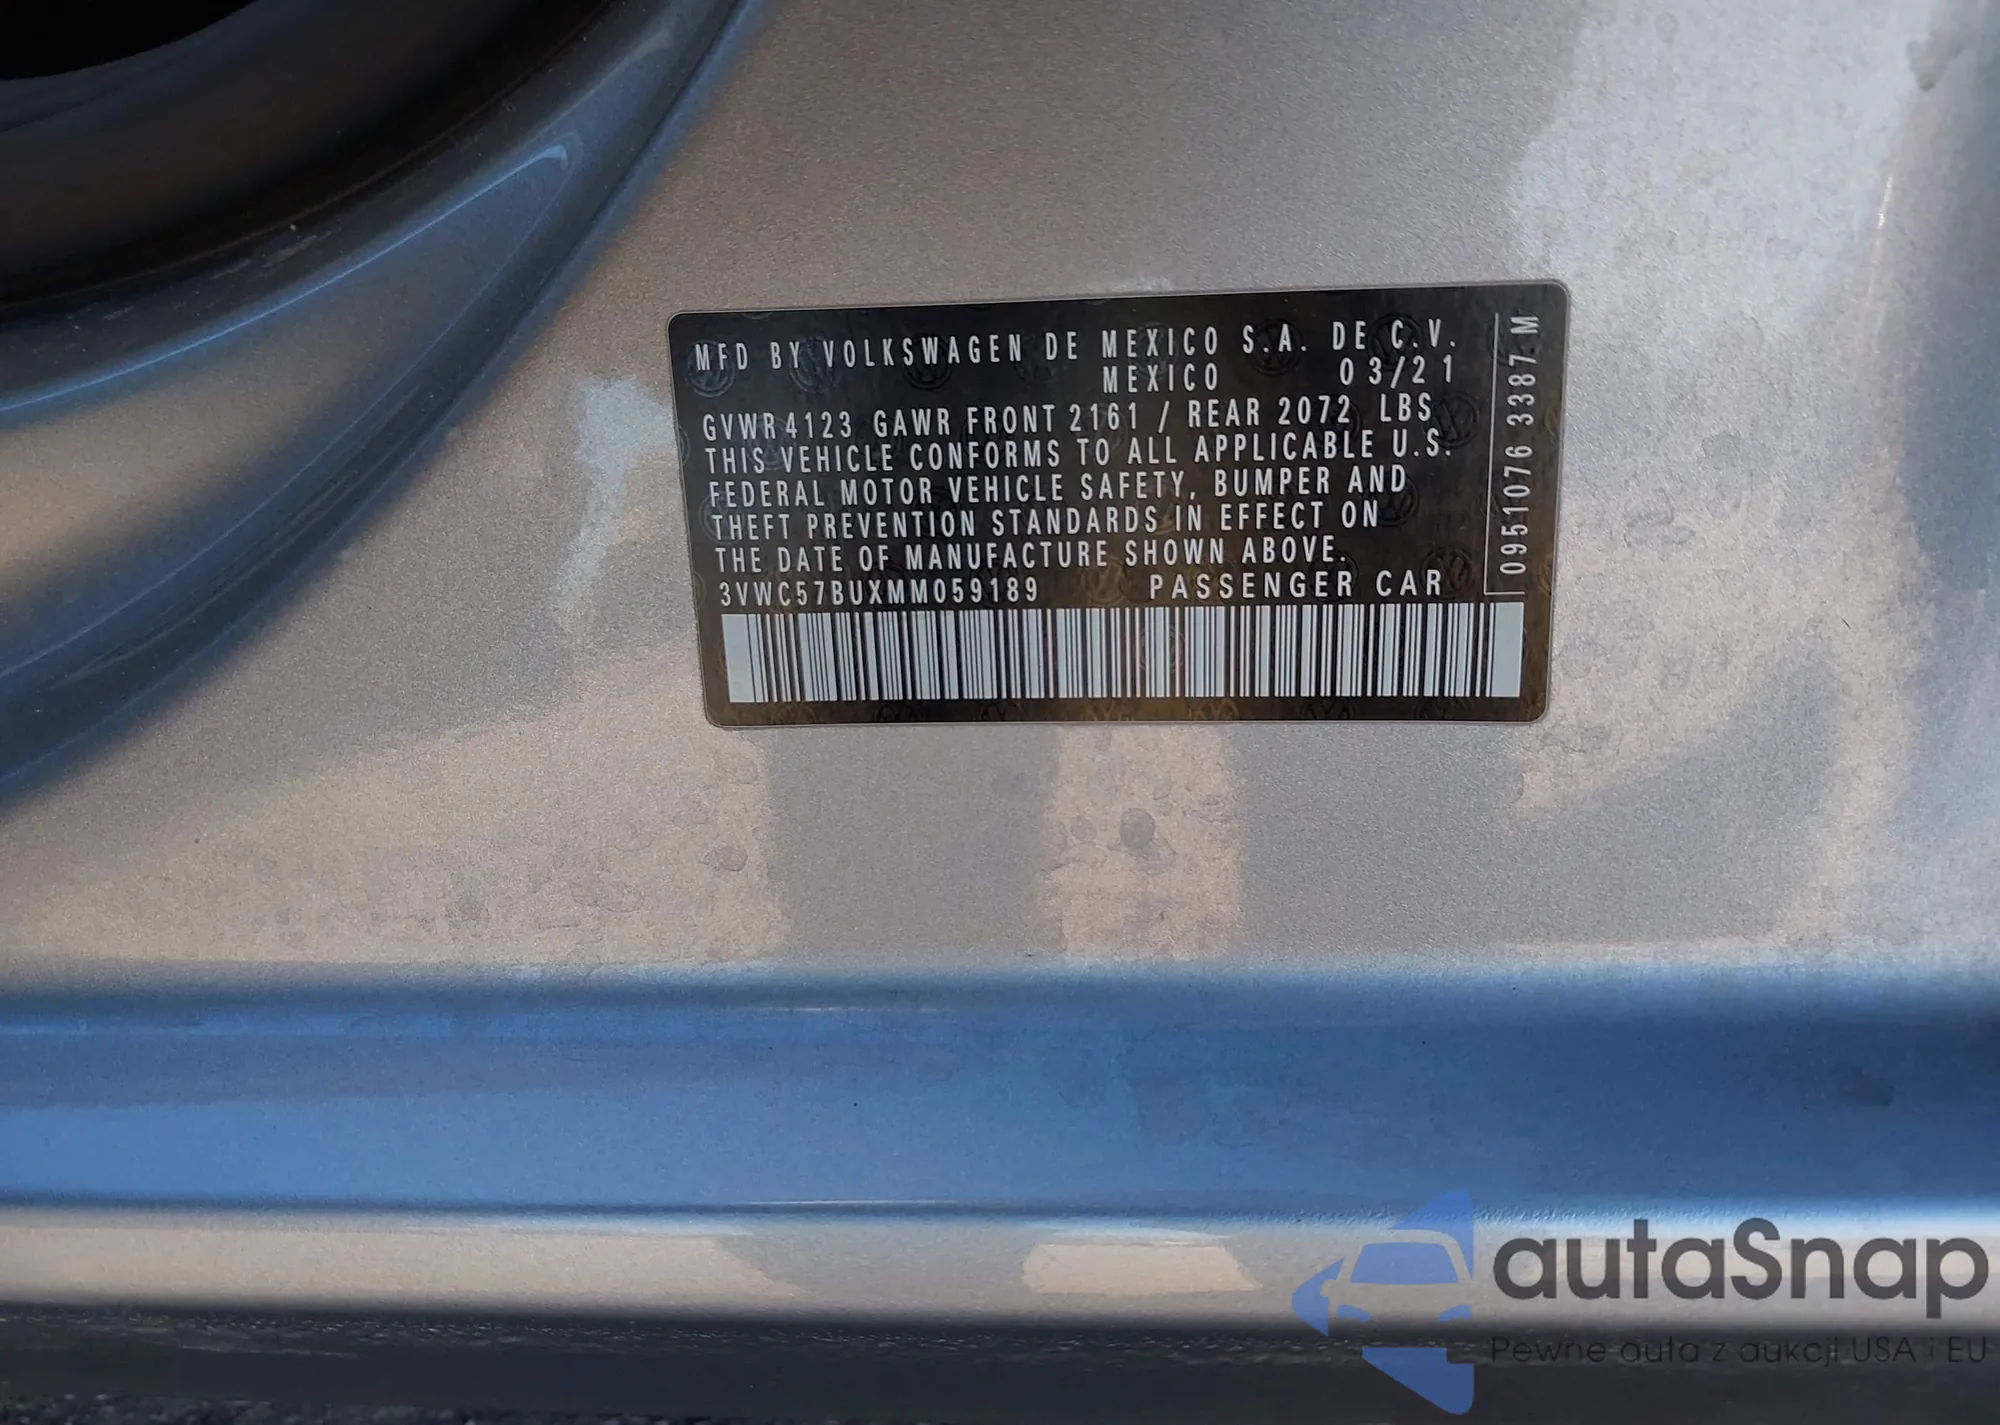 MFD BY VOLKSWAGEN DE MEXICO S.A. DE C.V.
MEXICO 03/21
GVWR 4123 GAWR FRONT 2161 / REAR 2072 LBS
THIS VEHICLE CONFORMS TO ALL APPLICABLE U.S.
FEDERAL MOTOR VEHICLE SAFETY, BUMPER AND
THEFT PREVENTION STANDARDS IN EFFECT ON
THE DATE OF MANUFACTURE SHOWN ABOVE.
3VWC57BUXMM059189 PASSENGER CAR
0951076 3387 M
autaSnap
Pewne auta z aukcji USA i EU